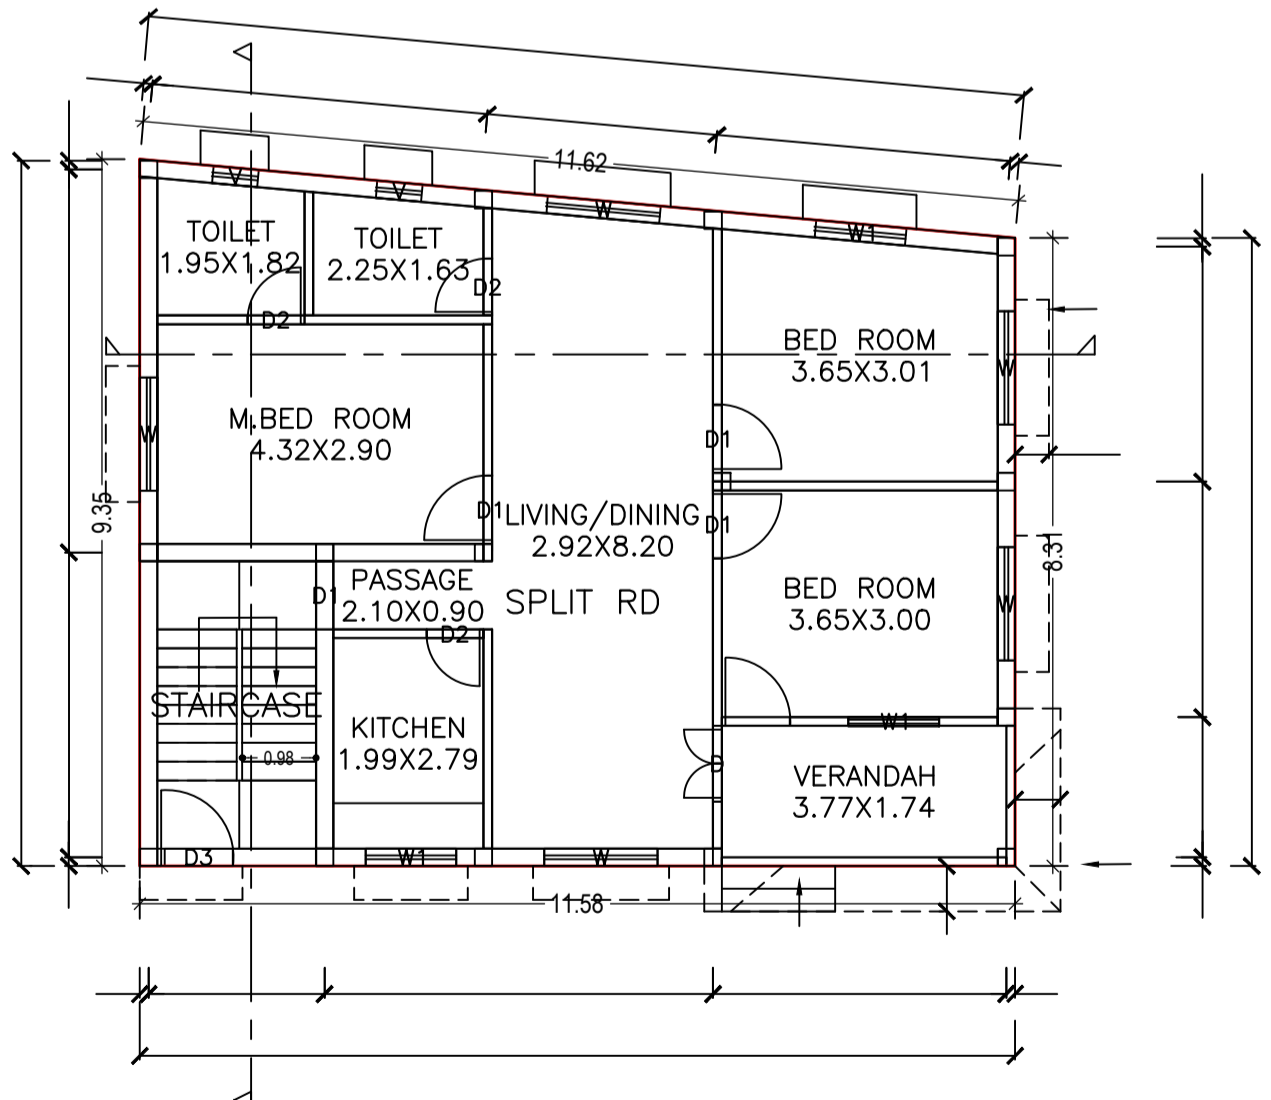 11.62
V
V
W
W1
TOILET
1.95X1.82
TOILET
2.25X1.63
D2
D2
BED ROOM
3.65X3.01
W
M.BED ROOM
4.32X2.90
W
D1
9.35
D1
LIVING/DINING
2.92X8.20
D1
8.31
PASSAGE
2.10X0.90
D1
SPLIT RD
BED ROOM
3.65X3.00
W
D2
STAIRCASE
0.98
KITCHEN
1.99X2.79
W1
D
VERANDAH
3.77X1.74
D3
W1
W
11.58